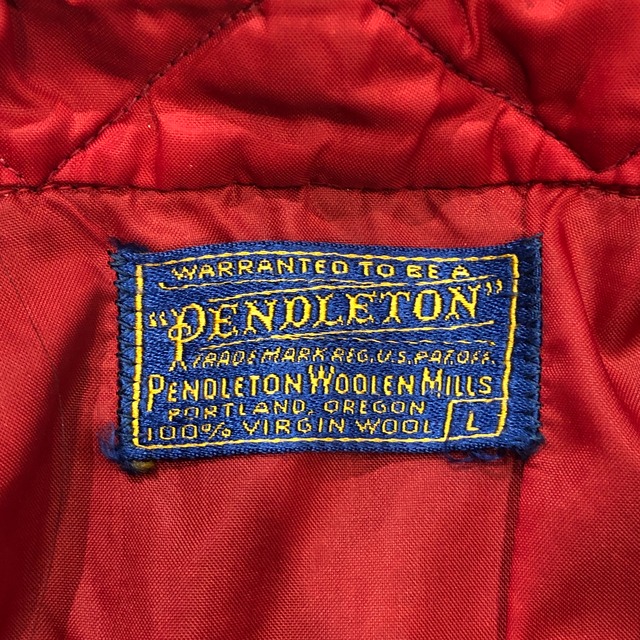 WARRANTED TO BE A
"PENDLETON"
TRADE MARK REG. U.S. PAT. OFF.
PENDLETON WOOLEN MILLS
PORTLAND, OREGON
100% VIRGIN WOOL L